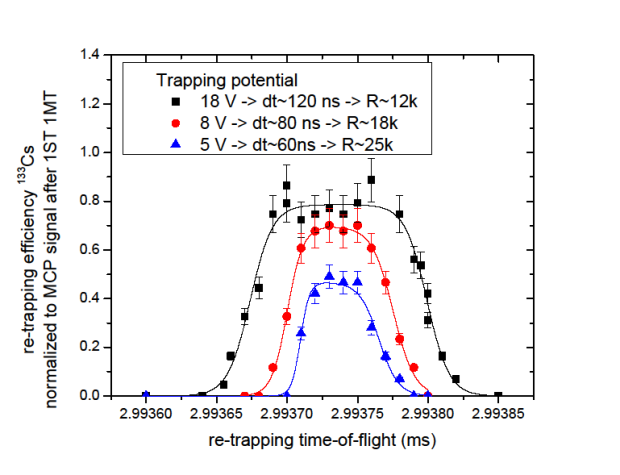 1.4
1.2
1.0
0.8
0.6
0.4
0.2
0.0
re-trapping efficiency ¹³³Cs
normalized to MCP signal after 1ST 1MT
Trapping potential
18 V -> dt~120 ns -> R~12k
8 V -> dt~80 ns -> R~18k
5 V -> dt~60ns -> R~25k
2.99360 2.99365 2.99370 2.99375 2.99380 2.99385
re-trapping time-of-flight (ms)